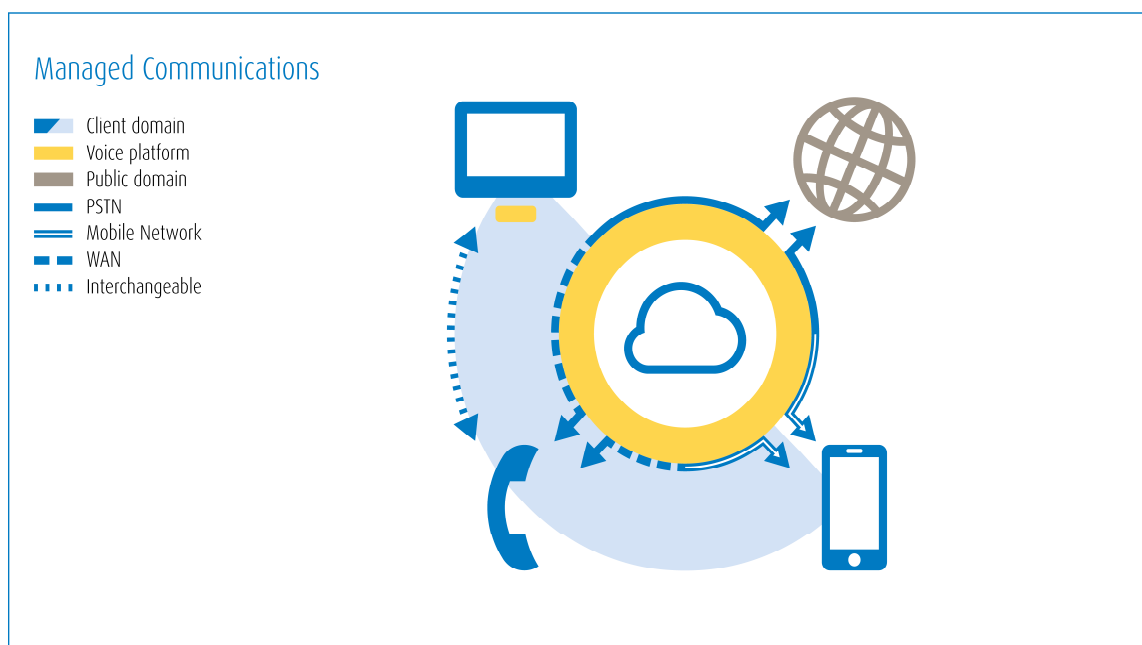 Managed Communications
Client domain
Voice platform
Public domain
PSTN
Mobile Network
WAN
Interchangeable